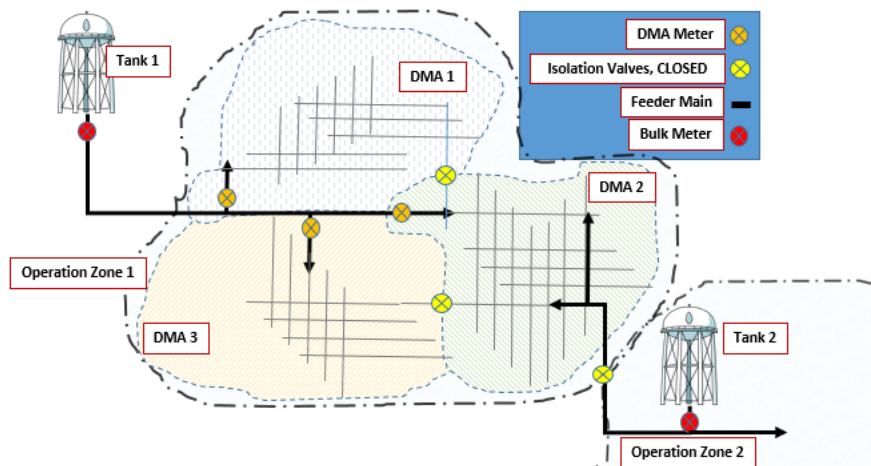 Tank 1
DMA 1
DMA Meter
Isolation Valves, CLOSED
Feeder Main
Bulk Meter
DMA 2
Operation Zone 1
DMA 3
Tank 2
Operation Zone 2